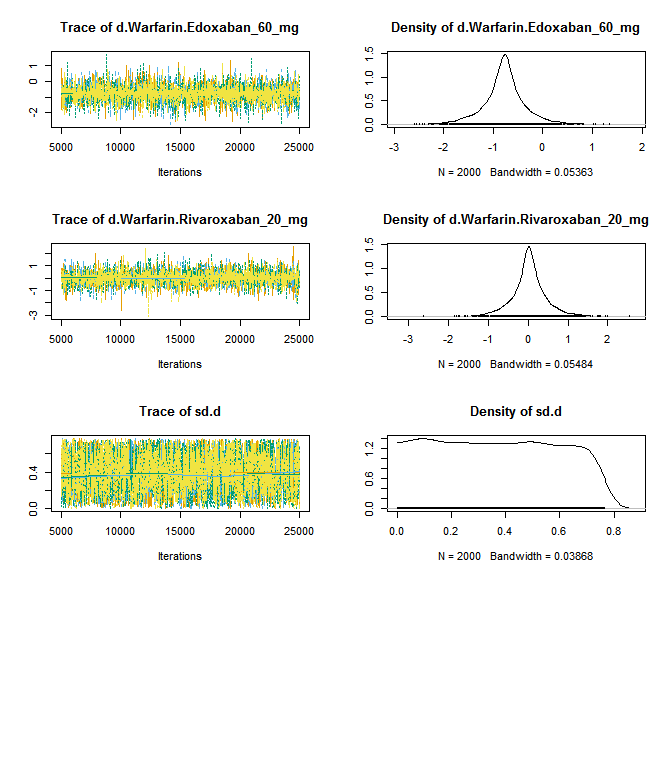 Trace of d.Warfarin.Edoxaban_60_mg
1
0
-2
5000 10000 15000 20000 25000
Iterations
Density of d.Warfarin.Edoxaban_60_mg
1.5
1.0
0.5
0.0
-3 -2 -1 0 1 2
N = 2000 Bandwidth = 0.05363
Trace of d.Warfarin.Rivaroxaban_20_mg
1
-1
-3
5000 10000 15000 20000 25000
Iterations
Density of d.Warfarin.Rivaroxaban_20_mg
1.5
1.0
0.5
0.0
-3 -2 -1 0 1 2
N = 2000 Bandwidth = 0.05484
Trace of sd.d
0.4
0.0
5000 10000 15000 20000 25000
Iterations
Density of sd.d
1.2
0.6
0.0
0.0 0.2 0.4 0.6 0.8
N = 2000 Bandwidth = 0.03868